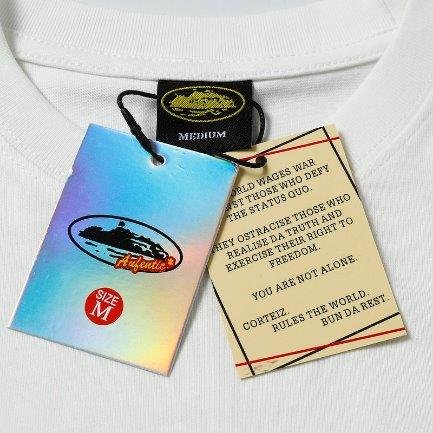 MEDIUM
Aufentic*
SIZE
M
ORLD WAGES WAR
ST THOSE WHO DEFY
THE STATUS QUO.
HEY OSTRACISE THOSE WHO
REALISE DA TRUTH AND
EXERCISE THEIR RIGHT TO
FREEDOM.
YOU ARE NOT ALONE.
CORTEIZ.
RULES THE WORLD.
BUN DA REST.